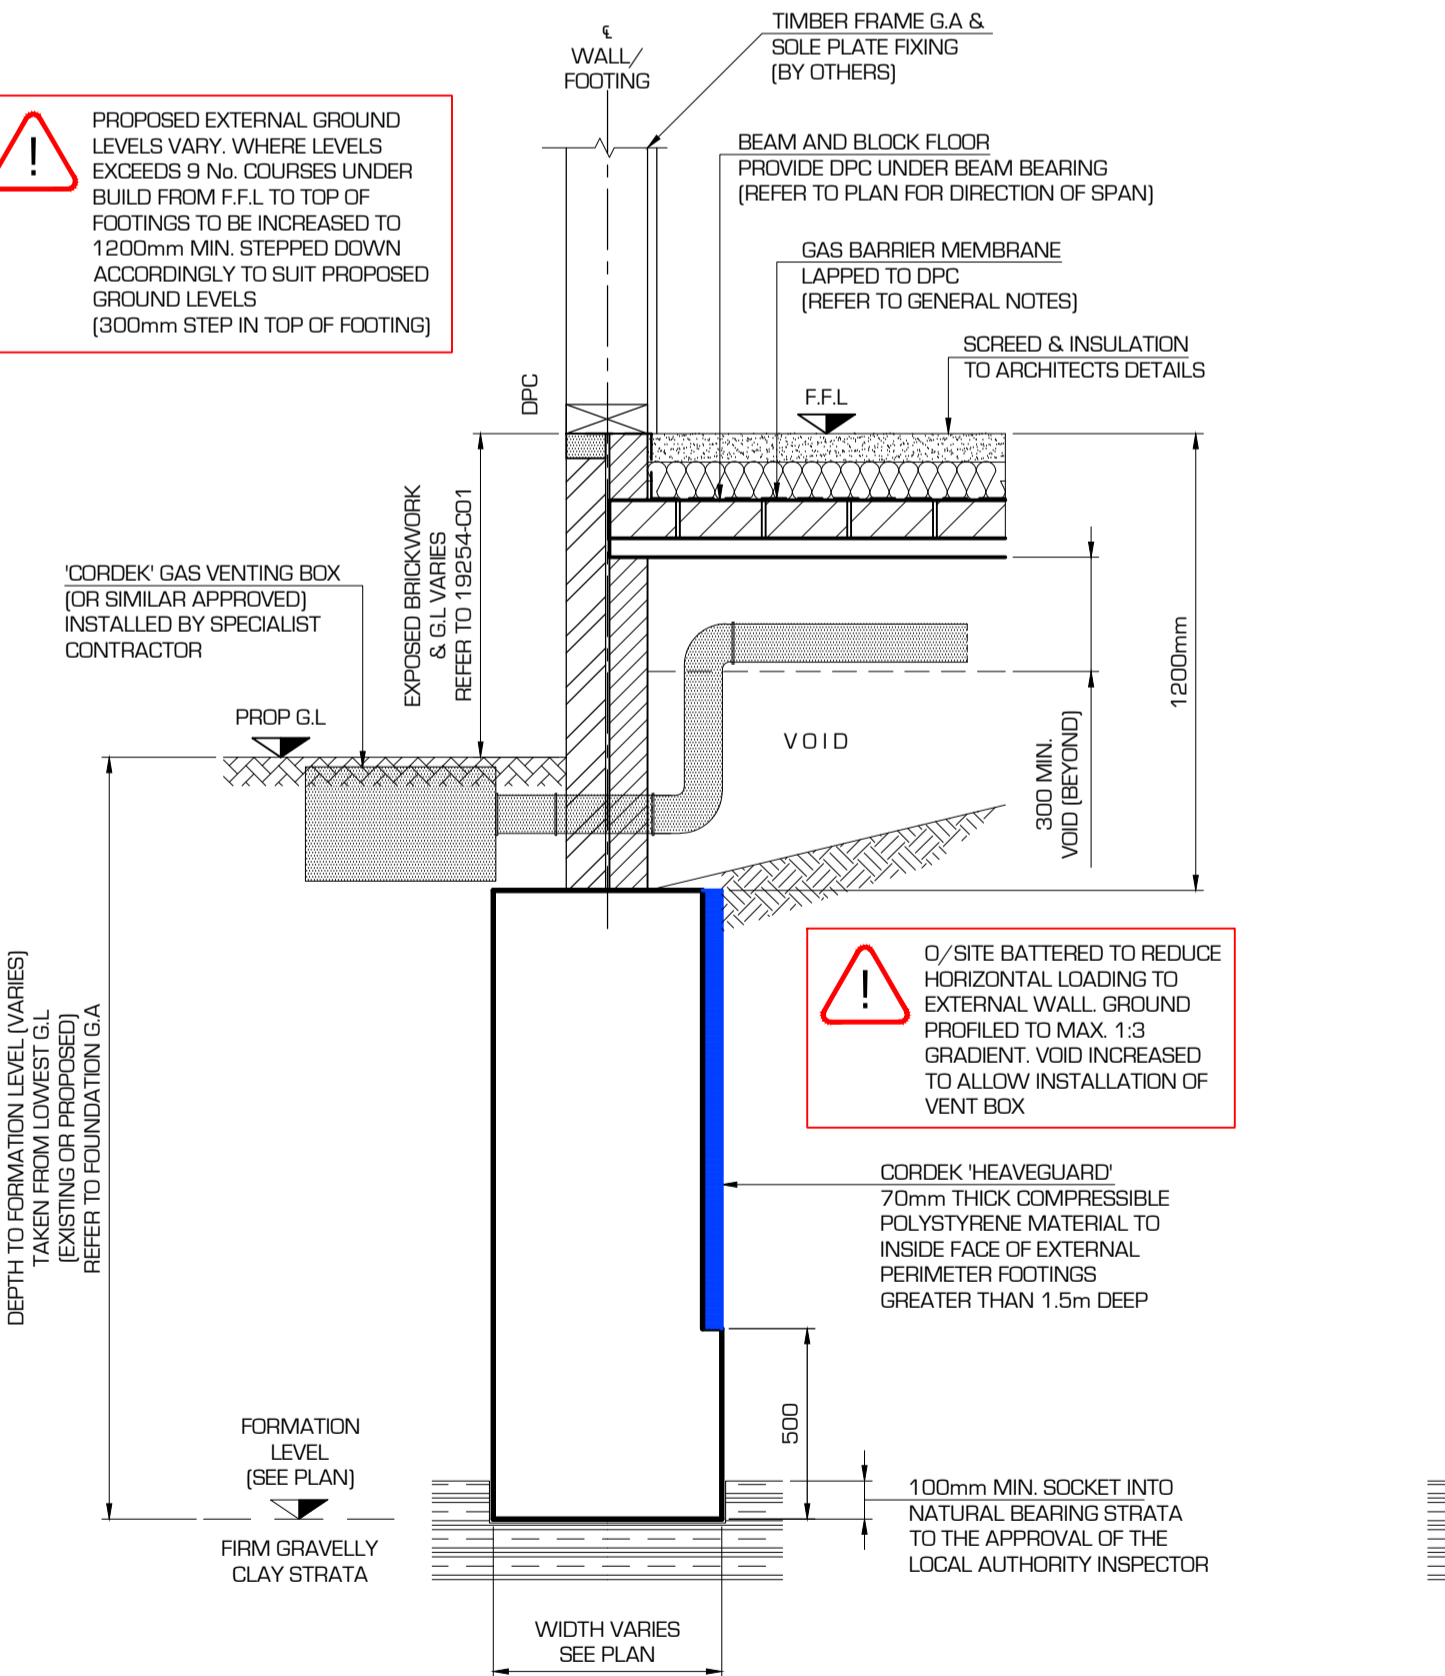 ℄
WALL/
FOOTING
TIMBER FRAME G.A &
SOLE PLATE FIXING
(BY OTHERS)
!
PROPOSED EXTERNAL GROUND
LEVELS VARY. WHERE LEVELS
EXCEEDS 9 No. COURSES UNDER
BUILD FROM F.F.L TO TOP OF
FOOTINGS TO BE INCREASED TO
1200mm MIN. STEPPED DOWN
ACCORDINGLY TO SUIT PROPOSED
GROUND LEVELS
(300mm STEP IN TOP OF FOOTING)
BEAM AND BLOCK FLOOR
PROVIDE DPC UNDER BEAM BEARING
(REFER TO PLAN FOR DIRECTION OF SPAN)
GAS BARRIER MEMBRANE
LAPPED TO DPC
(REFER TO GENERAL NOTES)
SCREED & INSULATION
TO ARCHITECTS DETAILS
DPC
F.F.L
EXPOSED BRICKWORK
& G.L VARIES
REFER TO 19254-C01
'CORDEK' GAS VENTING BOX
(OR SIMILAR APPROVED)
INSTALLED BY SPECIALIST
CONTRACTOR
PROP G.L
VOID
300 MIN.
VOID (BEYOND)
1200mm
!
O/SITE BATTERED TO REDUCE
HORIZONTAL LOADING TO
EXTERNAL WALL. GROUND
PROFILED TO MAX. 1:3
GRADIENT. VOID INCREASED
TO ALLOW INSTALLATION OF
VENT BOX
DEPTH TO FORMATION LEVEL (VARIES)
TAKEN FROM LOWEST G.L
(EXISTING OR PROPOSED)
REFER TO FOUNDATION G.A
CORDEK 'HEAVEGUARD'
70mm THICK COMPRESSIBLE
POLYSTYRENE MATERIAL TO
INSIDE FACE OF EXTERNAL
PERIMETER FOOTINGS
GREATER THAN 1.5m DEEP
500
FORMATION
LEVEL
(SEE PLAN)
FIRM GRAVELLY
CLAY STRATA
100mm MIN. SOCKET INTO
NATURAL BEARING STRATA
TO THE APPROVAL OF THE
LOCAL AUTHORITY INSPECTOR
WIDTH VARIES
SEE PLAN